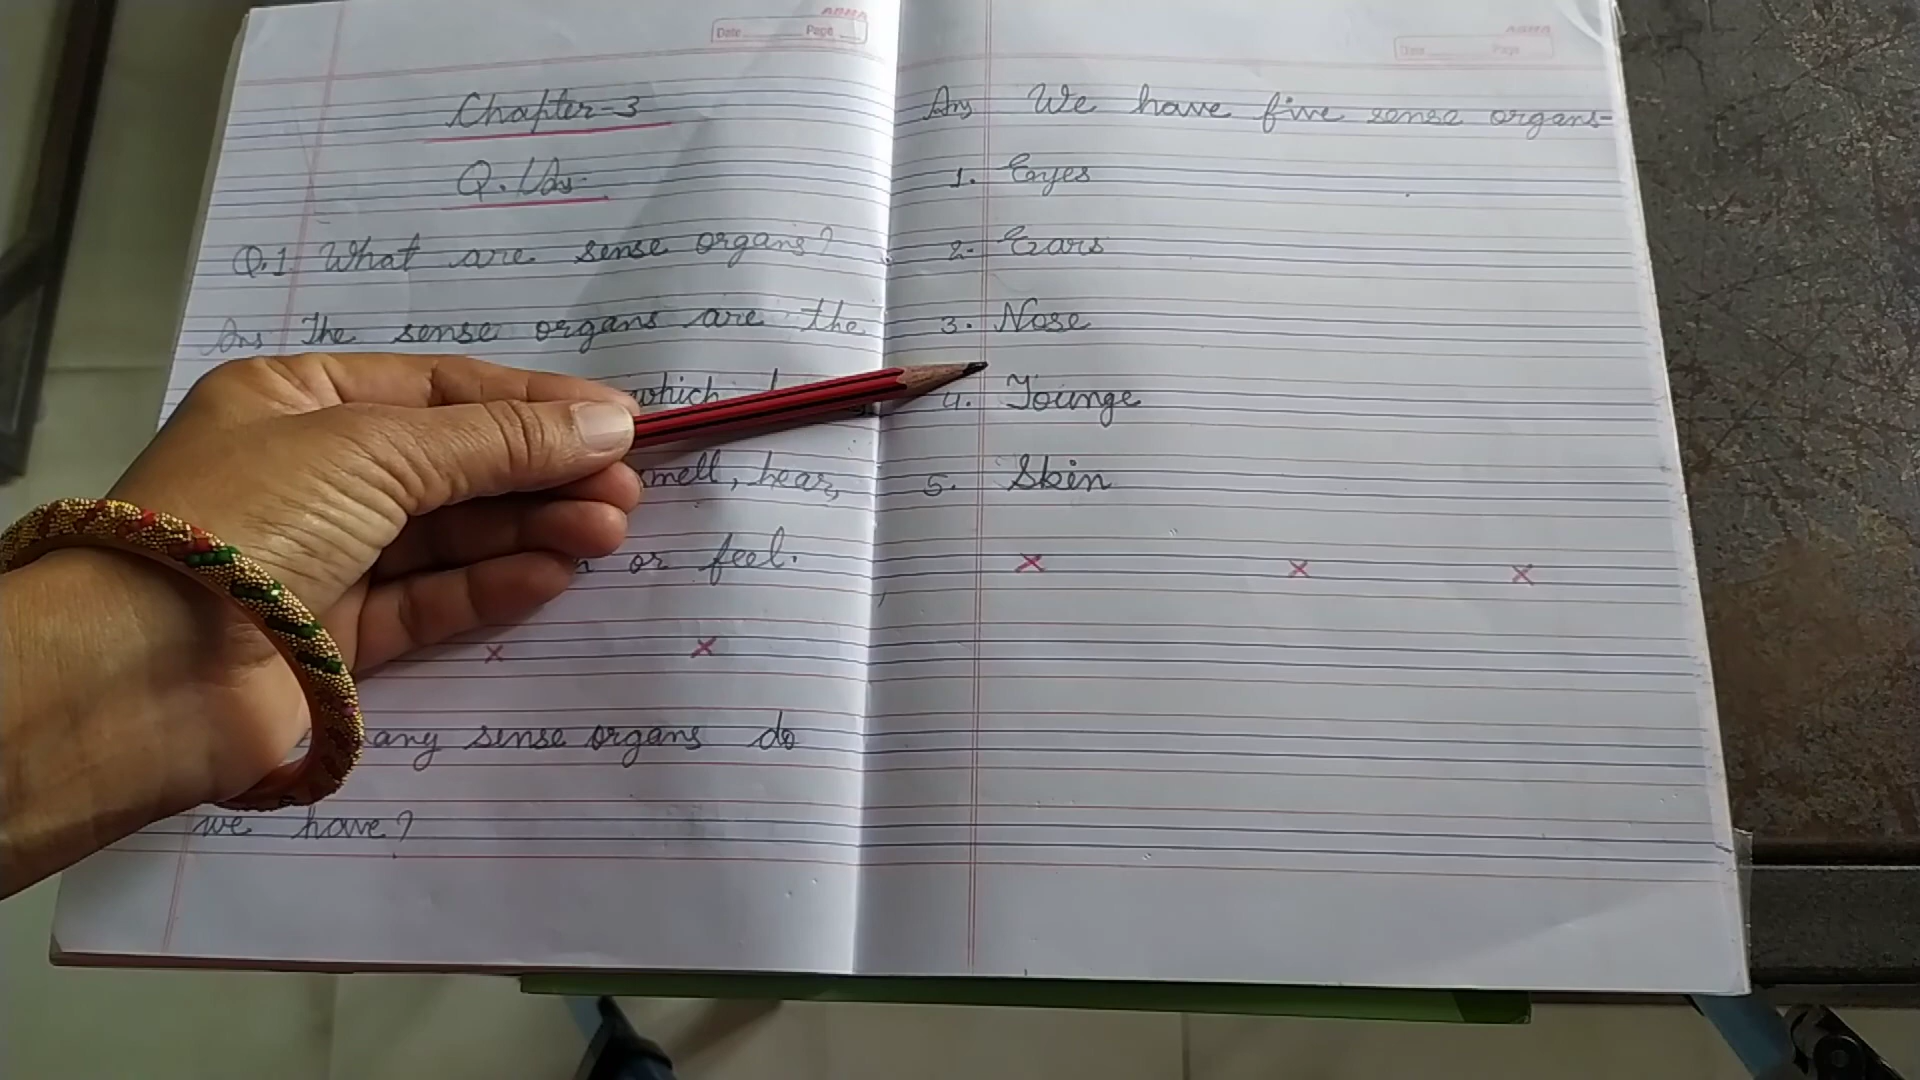 ABMA
Date Page
Chapter-3
Q./Ans.
Q.1 What are sense organs?
Ans The sense organs are the
which
smell, hear,
or feel.
× ×
any sense organs do
we have?
ABMA
Date Page
Ans We have five sense organs-
1. Eyes
2. Ears
3. Nose
4. Tounge
5. Skin
× × ×